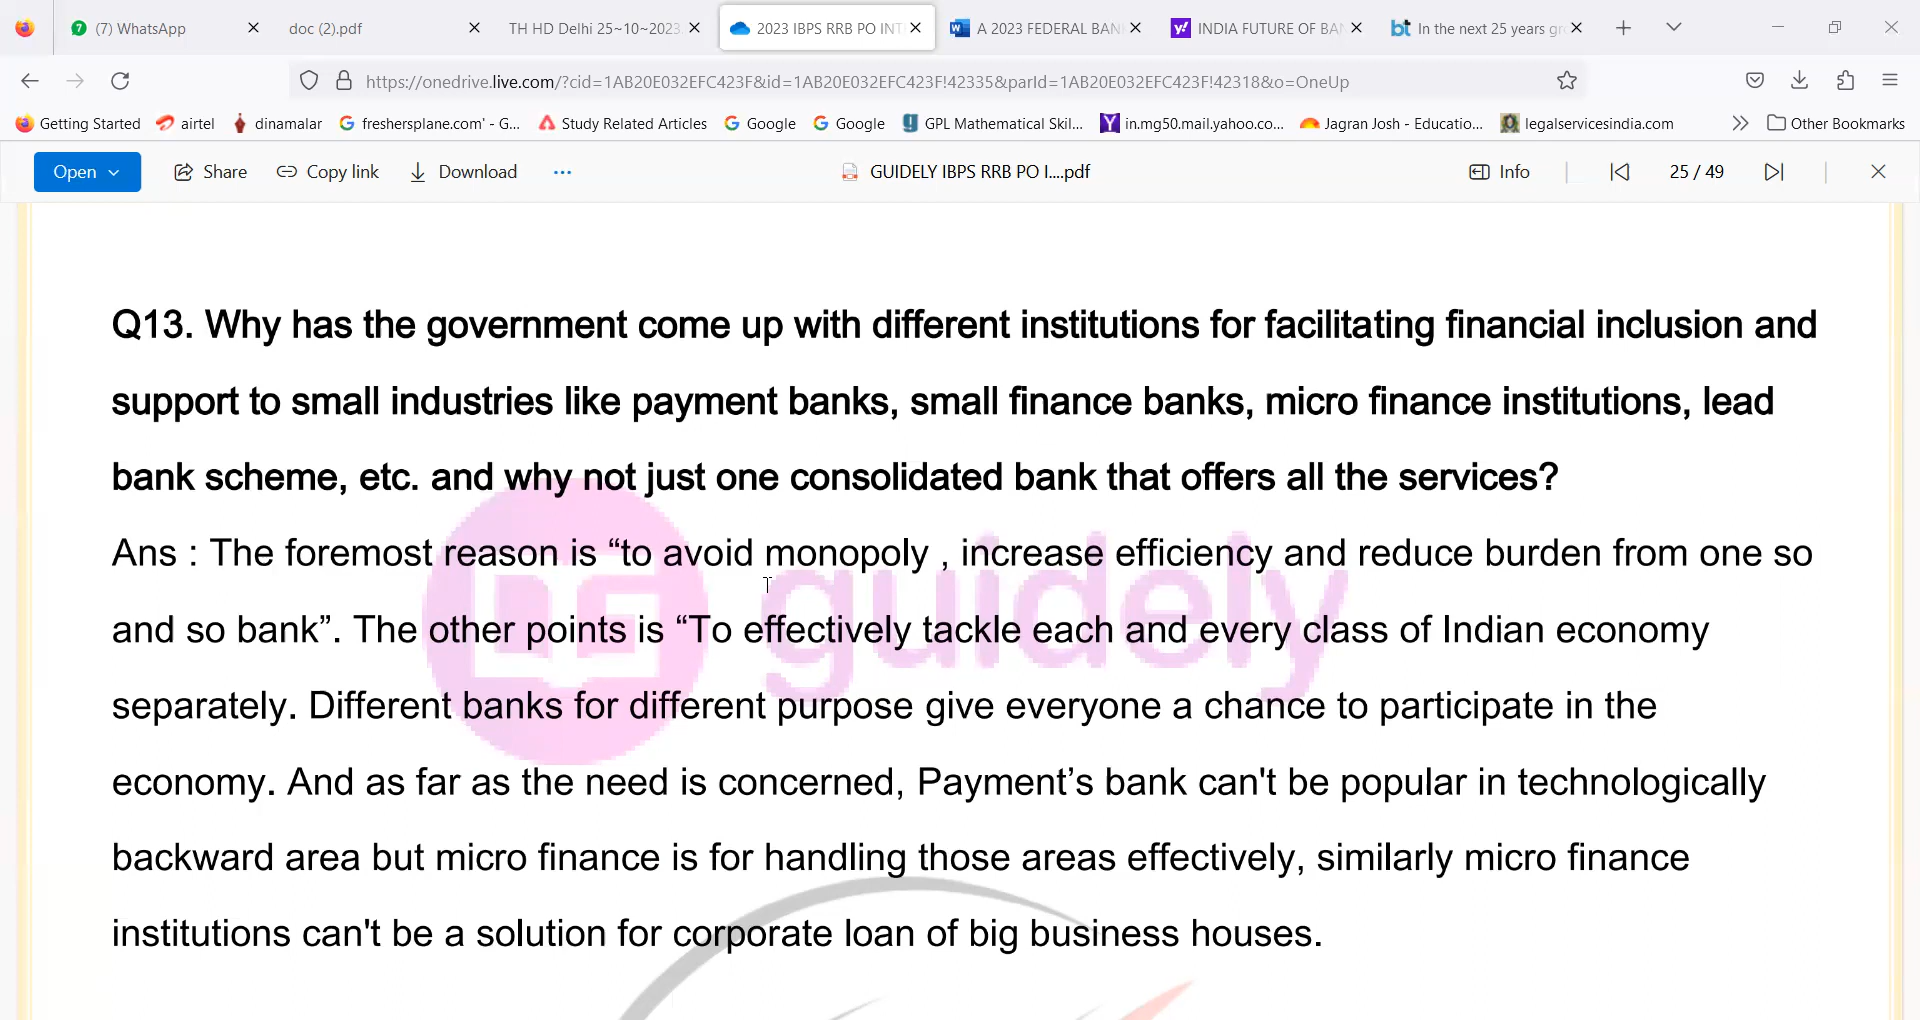 (7) WhatsApp
doc (2).pdf
TH HD Delhi 25~10~2023
2023 IBPS RRB PO INT
A 2023 FEDERAL BAN
INDIA FUTURE OF BA
In the next 25 years gr
https://onedrive.live.com/?cid=1AB20E032EFC423F&id=1AB20E032EFC423F!42335&parId=1AB20E032EFC423F!42318&o=OneUp
Getting Started
airtel
dinamalar
freshersplane.com' - G...
Study Related Articles
Google
Google
GPL Mathematical Skil...
in.mg50.mail.yahoo.co...
Jagran Josh - Educatio...
legalservicesindia.com
Other Bookmarks
Open
Share
Copy link
Download
GUIDELY IBPS RRB PO I....pdf
Info
25 / 49
Q13. Why has the government come up with different institutions for facilitating financial inclusion and
support to small industries like payment banks, small finance banks, micro finance institutions, lead
bank scheme, etc. and why not just one consolidated bank that offers all the services?
Ans : The foremost reason is “to avoid monopoly , increase efficiency and reduce burden from one so
and so bank”. The other points is “To effectively tackle each and every class of Indian economy
separately. Different banks for different purpose give everyone a chance to participate in the
economy. And as far as the need is concerned, Payment’s bank can't be popular in technologically
backward area but micro finance is for handling those areas effectively, similarly micro finance
institutions can't be a solution for corporate loan of big business houses.
guidely